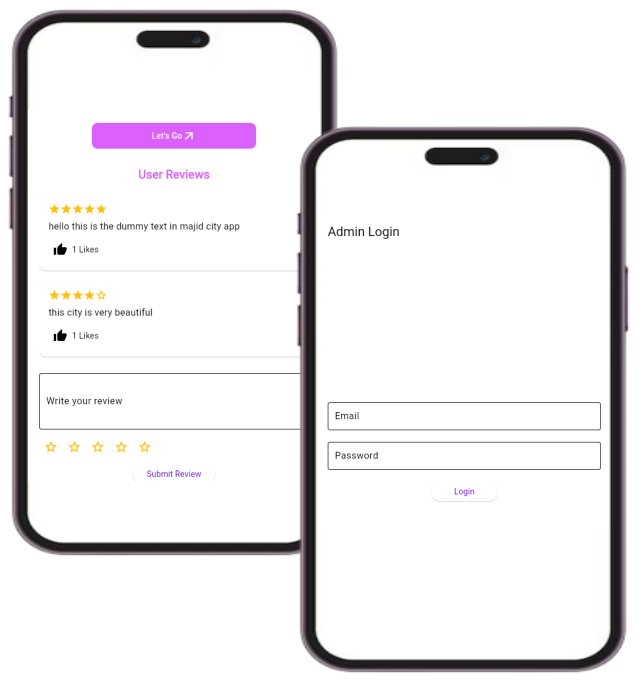 Let's Go
User Reviews
hello this is the dummy text in majid city app
1 Likes
this city is very beautiful
1 Likes
Write your review
Submit Review
Admin Login
Email
Password
Login